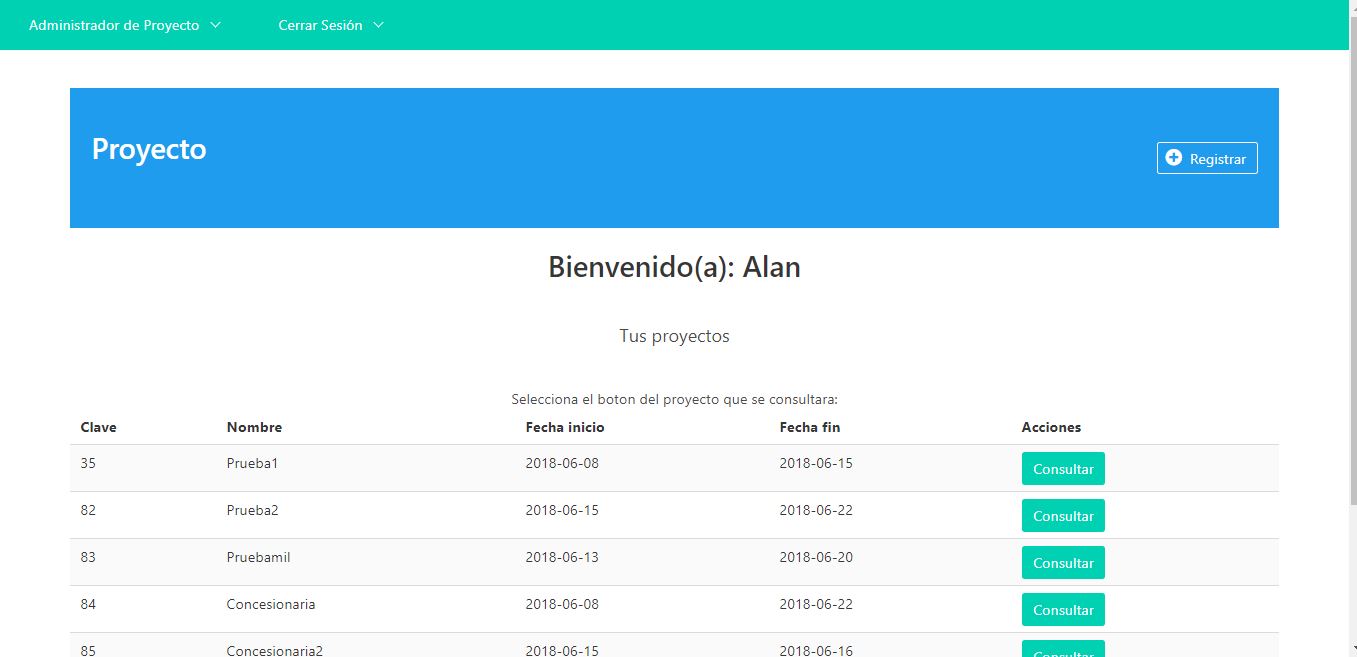 Administrador de Proyecto Cerrar Sesión
Proyecto
Registrar
Bienvenido(a): Alan
Tus proyectos
Selecciona el boton del proyecto que se consultara:
Clave Nombre Fecha inicio Fecha fin Acciones
35 Prueba1 2018-06-08 2018-06-15 Consultar
82 Prueba2 2018-06-15 2018-06-22 Consultar
83 Pruebamil 2018-06-13 2018-06-20 Consultar
84 Concesionaria 2018-06-08 2018-06-22 Consultar
85 Concesionaria2 2018-06-15 2018-06-16 Consultar